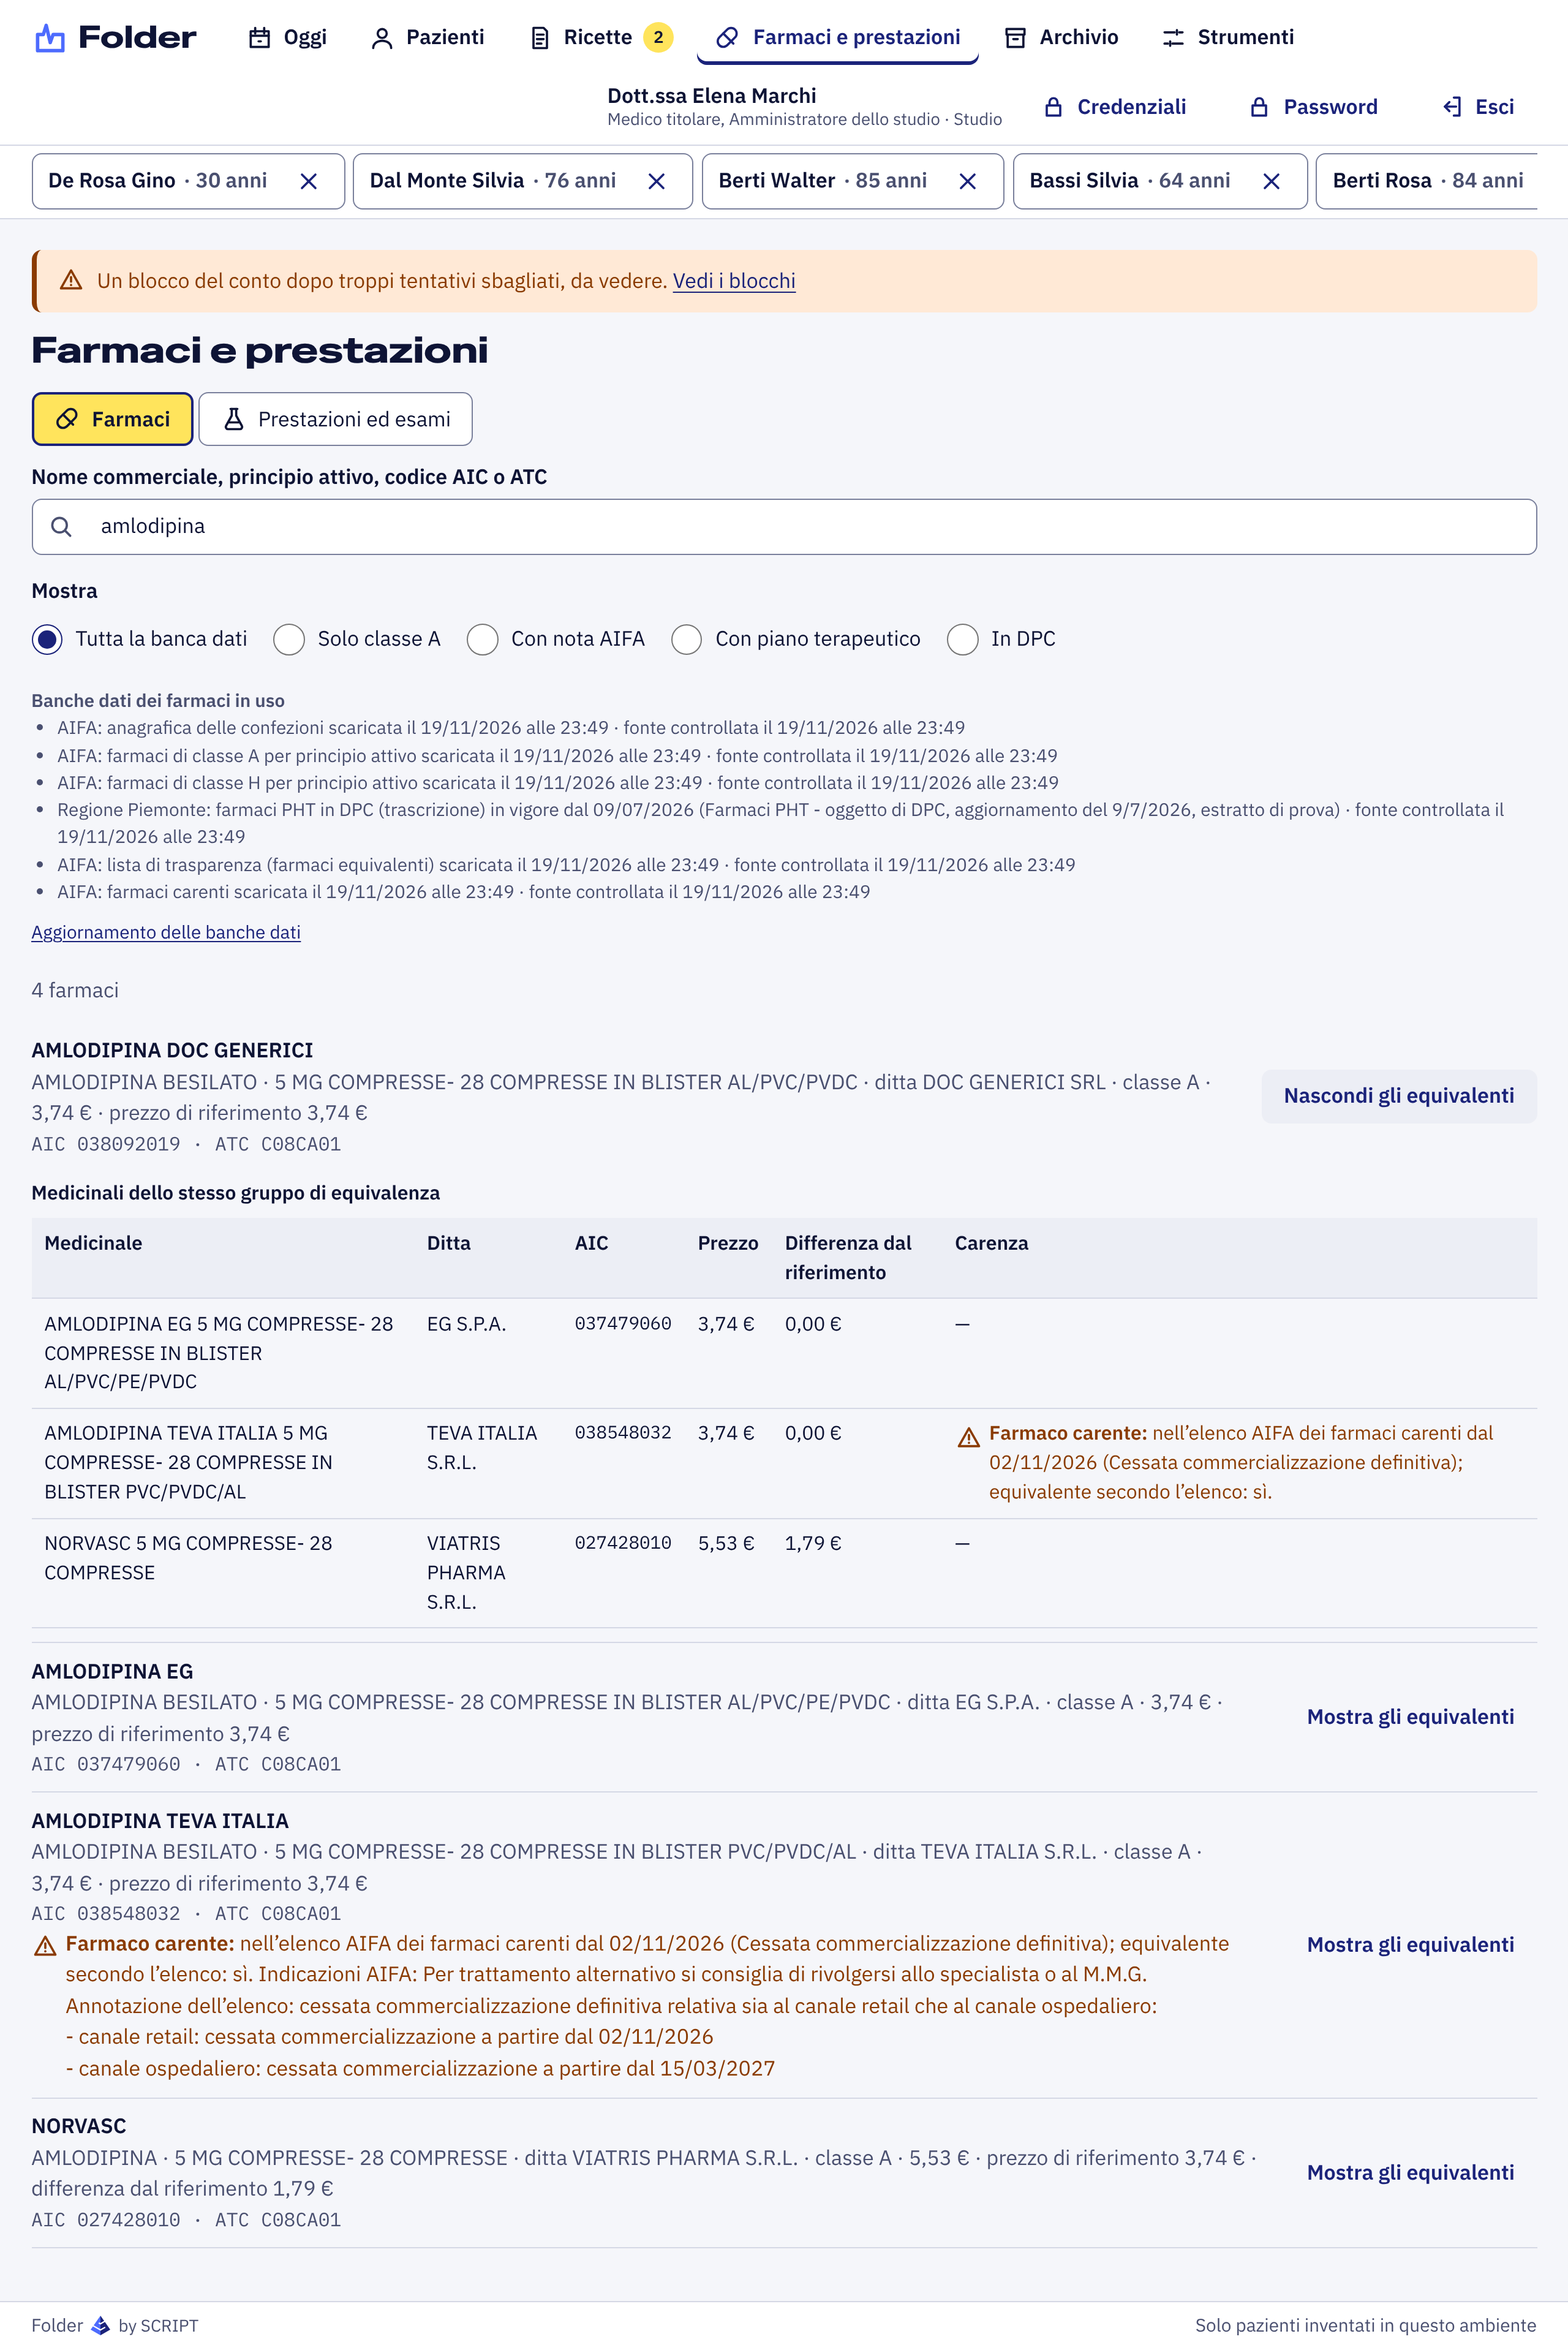 Folder
Oggi
Pazienti
Ricette 2
Farmaci e prestazioni
Archivio
Strumenti
Dott.ssa Elena Marchi
Medico titolare, Amministratore dello studio · Studio
Credenziali
Password
Esci
De Rosa Gino · 30 anni
Dal Monte Silvia · 76 anni
Berti Walter · 85 anni
Bassi Silvia · 64 anni
Berti Rosa · 84 anni
Un blocco del conto dopo troppi tentativi sbagliati, da vedere. Vedi i blocchi
Farmaci e prestazioni
Farmaci
Prestazioni ed esami
Nome commerciale, principio attivo, codice AIC o ATC
amlodipina
Mostra
Tutta la banca dati
Solo classe A
Con nota AIFA
Con piano terapeutico
In DPC
Banche dati dei farmaci in uso
• AIFA: anagrafica delle confezioni scaricata il 19/11/2026 alle 23:49 · fonte controllata il 19/11/2026 alle 23:49
• AIFA: farmaci di classe A per principio attivo scaricata il 19/11/2026 alle 23:49 · fonte controllata il 19/11/2026 alle 23:49
• AIFA: farmaci di classe H per principio attivo scaricata il 19/11/2026 alle 23:49 · fonte controllata il 19/11/2026 alle 23:49
• Regione Piemonte: farmaci PHT in DPC (trascrizione) in vigore dal 09/07/2026 (Farmaci PHT - oggetto di DPC, aggiornamento del 9/7/2026, estratto di prova) · fonte controllata il
19/11/2026 alle 23:49
• AIFA: lista di trasparenza (farmaci equivalenti) scaricata il 19/11/2026 alle 23:49 · fonte controllata il 19/11/2026 alle 23:49
• AIFA: farmaci carenti scaricata il 19/11/2026 alle 23:49 · fonte controllata il 19/11/2026 alle 23:49
Aggiornamento delle banche dati
4 farmaci
AMLODIPINA DOC GENERICI
AMLODIPINA BESILATO · 5 MG COMPRESSE- 28 COMPRESSE IN BLISTER AL/PVC/PVDC · ditta DOC GENERICI SRL · classe A ·
3,74 € · prezzo di riferimento 3,74 €
AIC 038092019 · ATC C08CA01
Nascondi gli equivalenti
Medicinali dello stesso gruppo di equivalenza
Medicinale
Ditta
AIC
Prezzo
Differenza dal
riferimento
Carenza
AMLODIPINA EG 5 MG COMPRESSE- 28
COMPRESSE IN BLISTER
AL/PVC/PE/PVDC
EG S.P.A.
037479060
3,74 €
0,00 €
—
AMLODIPINA TEVA ITALIA 5 MG
COMPRESSE- 28 COMPRESSE IN
BLISTER PVC/PVDC/AL
TEVA ITALIA
S.R.L.
038548032
3,74 €
0,00 €
Farmaco carente: nell’elenco AIFA dei farmaci carenti dal
02/11/2026 (Cessata commercializzazione definitiva);
equivalente secondo l’elenco: sì.
NORVASC 5 MG COMPRESSE- 28
COMPRESSE
VIATRIS
PHARMA
S.R.L.
027428010
5,53 €
1,79 €
—
AMLODIPINA EG
AMLODIPINA BESILATO · 5 MG COMPRESSE- 28 COMPRESSE IN BLISTER AL/PVC/PE/PVDC · ditta EG S.P.A. · classe A · 3,74 € ·
prezzo di riferimento 3,74 €
AIC 037479060 · ATC C08CA01
Mostra gli equivalenti
AMLODIPINA TEVA ITALIA
AMLODIPINA BESILATO · 5 MG COMPRESSE- 28 COMPRESSE IN BLISTER PVC/PVDC/AL · ditta TEVA ITALIA S.R.L. · classe A ·
3,74 € · prezzo di riferimento 3,74 €
AIC 038548032 · ATC C08CA01
Farmaco carente: nell’elenco AIFA dei farmaci carenti dal 02/11/2026 (Cessata commercializzazione definitiva); equivalente
secondo l’elenco: sì. Indicazioni AIFA: Per trattamento alternativo si consiglia di rivolgersi allo specialista o al M.M.G.
Annotazione dell’elenco: cessata commercializzazione definitiva relativa sia al canale retail che al canale ospedaliero:
- canale retail: cessata commercializzazione a partire dal 02/11/2026
- canale ospedaliero: cessata commercializzazione a partire dal 15/03/2027
Mostra gli equivalenti
NORVASC
AMLODIPINA · 5 MG COMPRESSE- 28 COMPRESSE · ditta VIATRIS PHARMA S.R.L. · classe A · 5,53 € · prezzo di riferimento 3,74 € ·
differenza dal riferimento 1,79 €
AIC 027428010 · ATC C08CA01
Mostra gli equivalenti
Folder by SCRIPT
Solo pazienti inventati in questo ambiente